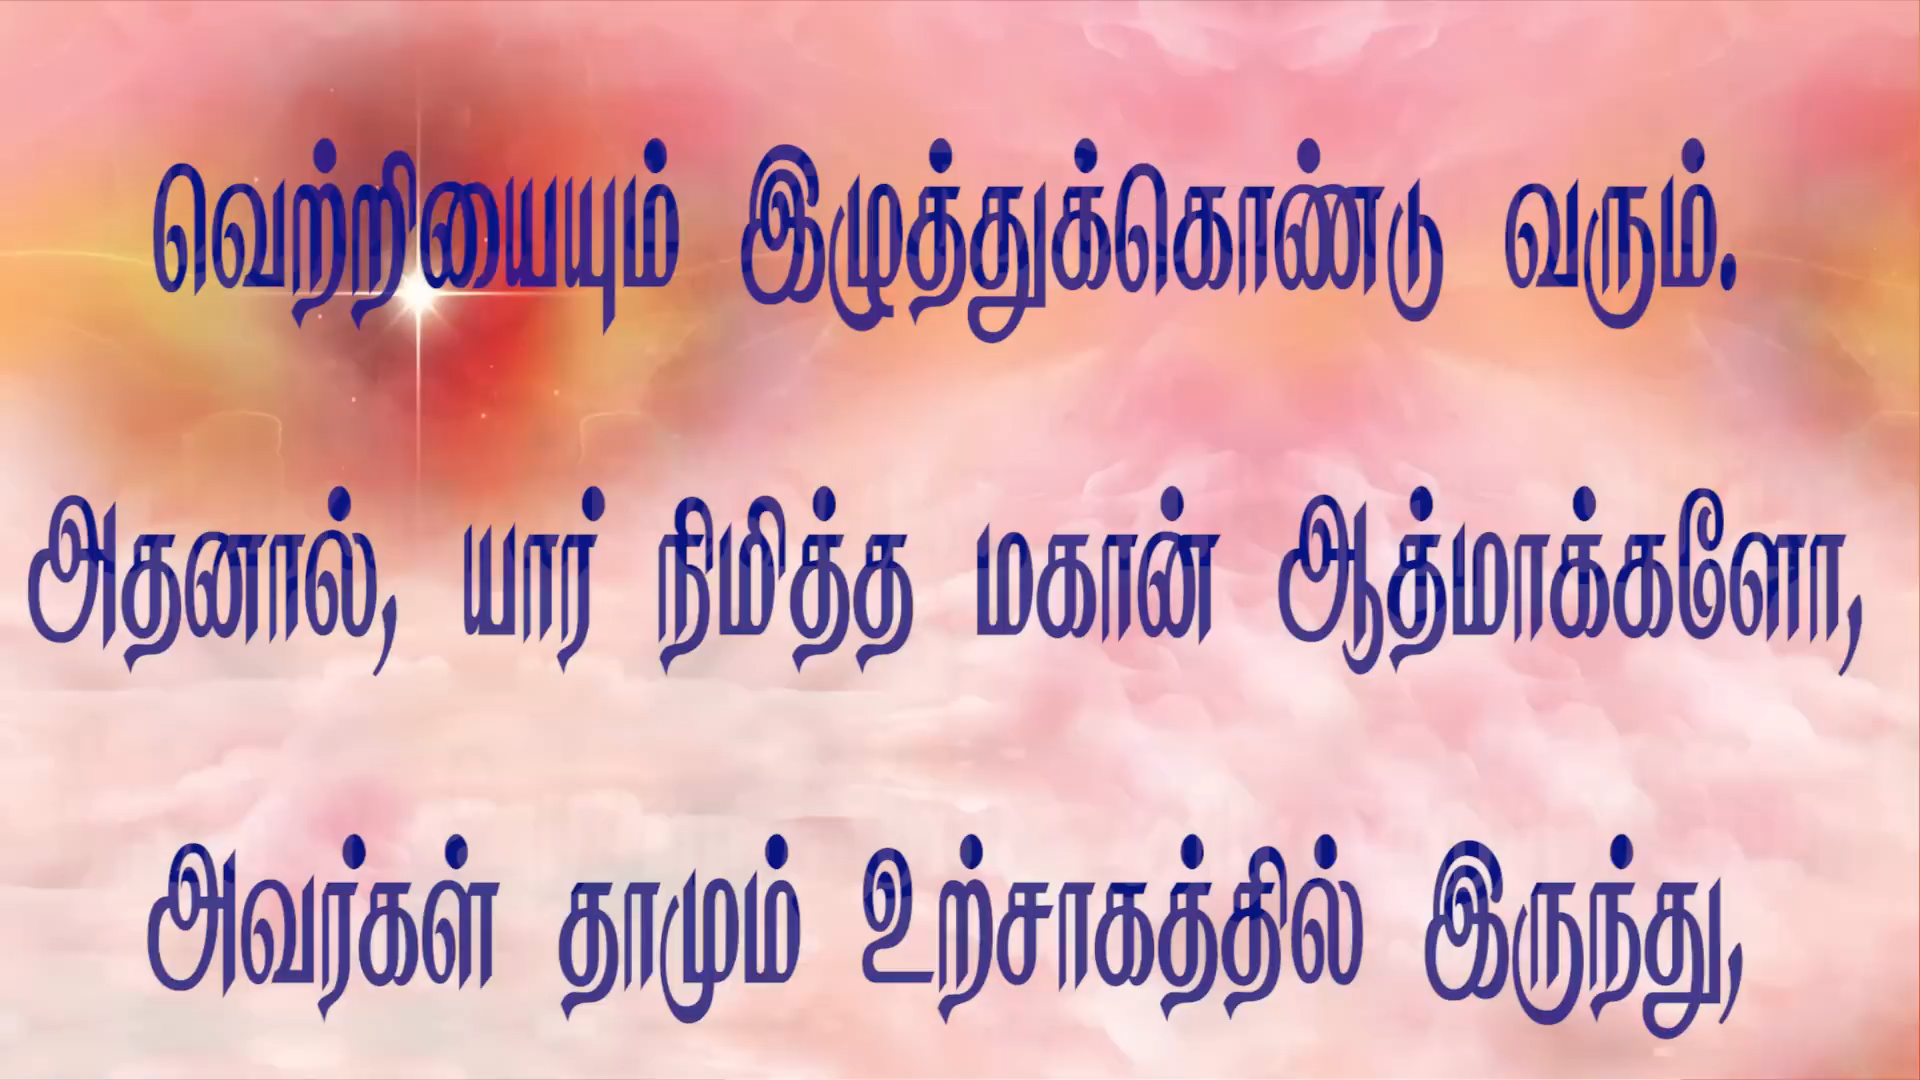 வெற்றியையும் இழுத்துக்கொண்டு வரும்.
அதனால், யார் நிமித்த மகான் ஆத்மாக்களோ,
அவர்கள் தாமும் உற்சாகத்தில் இருந்து,